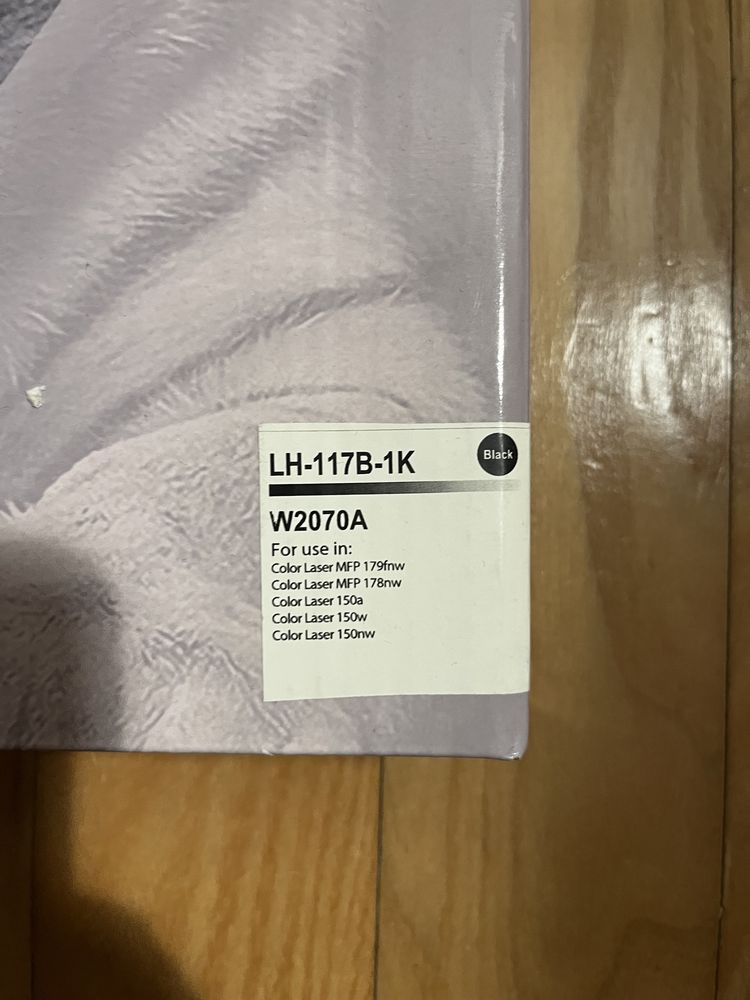 LH-117B-1K
Black
W2070A
For use in:
Color Laser MFP 179fnw
Color Laser MFP 178nw
Color Laser 150a
Color Laser 150w
Color Laser 150nw